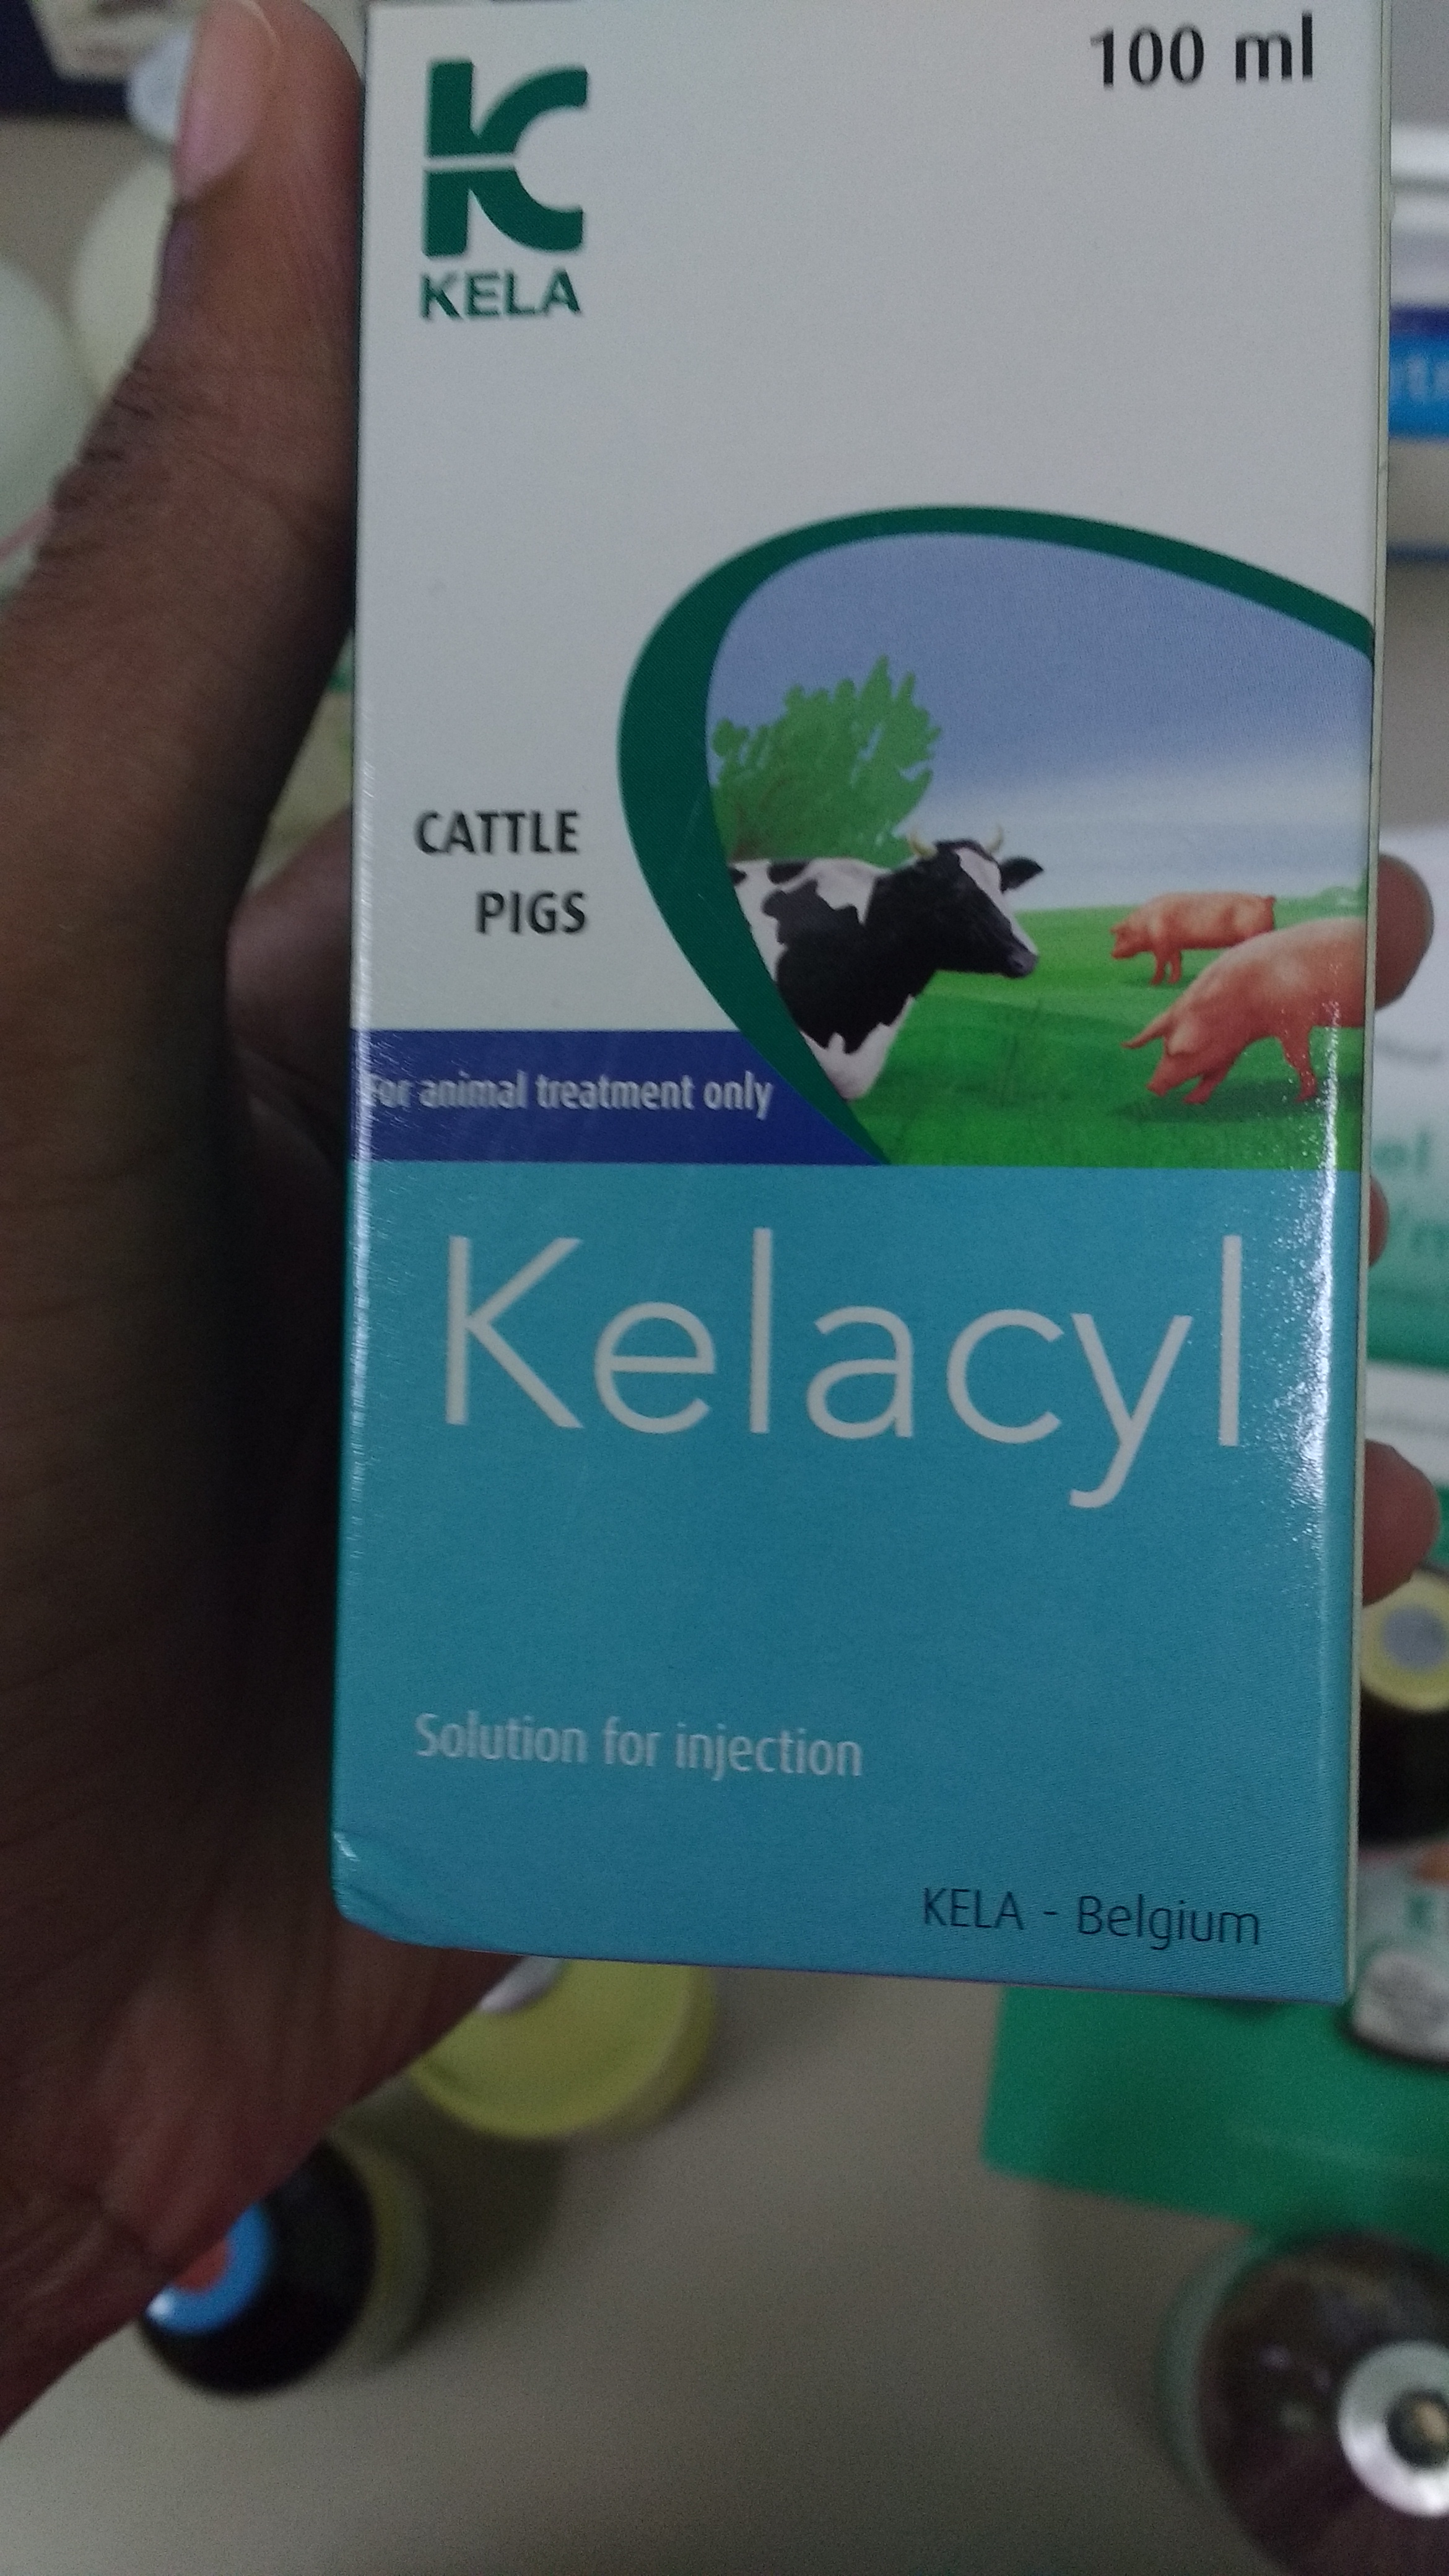 100 ml
KELA
CATTLE
PIGS
For animal treatment only
Kelacyl
Solution for injection
KELA - Belgium